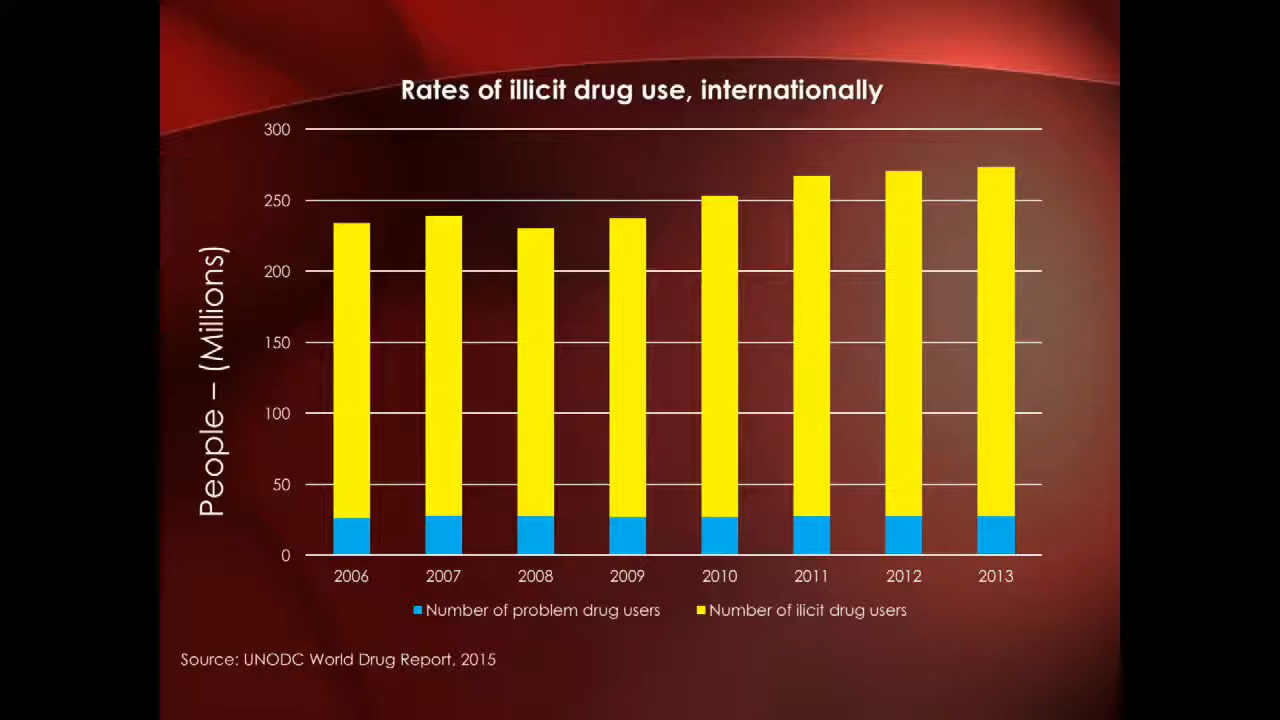 Rates of illicit drug use, internationally
300
250
200
150
100
50
0
People – (Millions)
2006 2007 2008 2009 2010 2011 2012 2013
Number of problem drug users Number of ilicit drug users
Source: UNODC World Drug Report, 2015